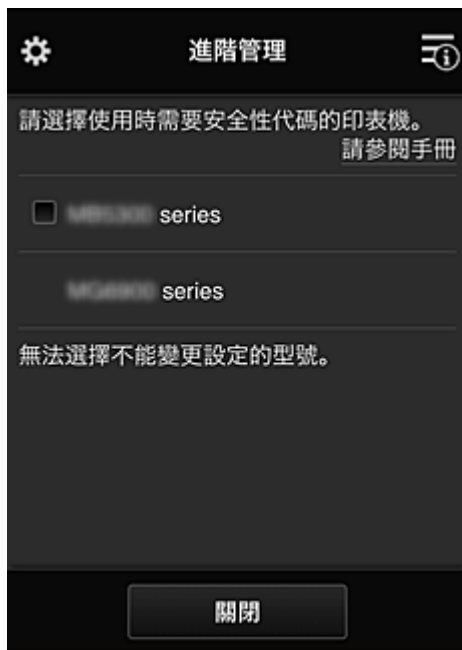 進階管理
請選擇使用時需要安全性代碼的印表機。
請參閱手冊
series
series
無法選擇不能變更設定的型號。
關閉